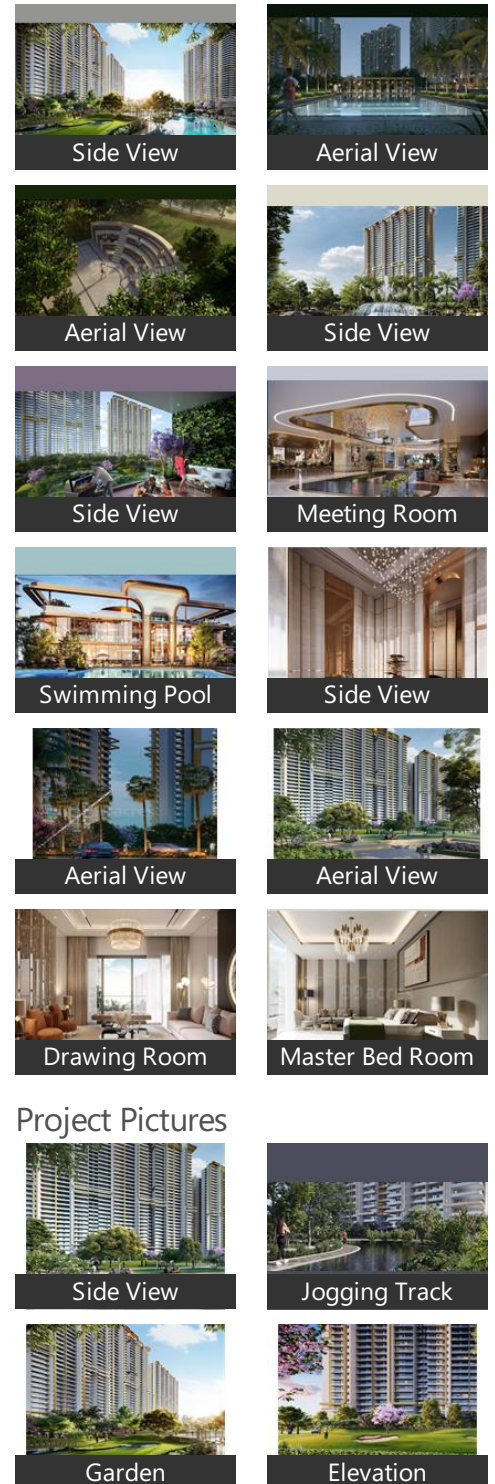 Side View
Aerial View
Aerial View
Side View
Side View
Meeting Room
Swimming Pool
Side View
Aerial View
Aerial View
Drawing Room
Master Bed Room
Project Pictures
Side View
Jogging Track
Garden
Elevation